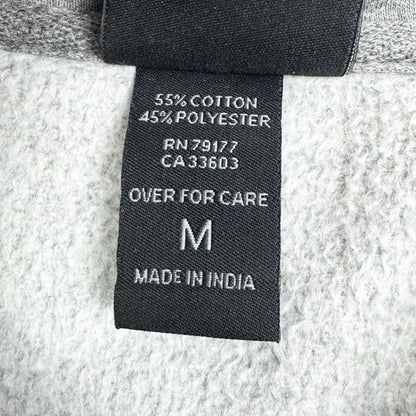 55% COTTON
45% POLYESTER
RN 79177
CA 33603
OVER FOR CARE
M
MADE IN INDIA